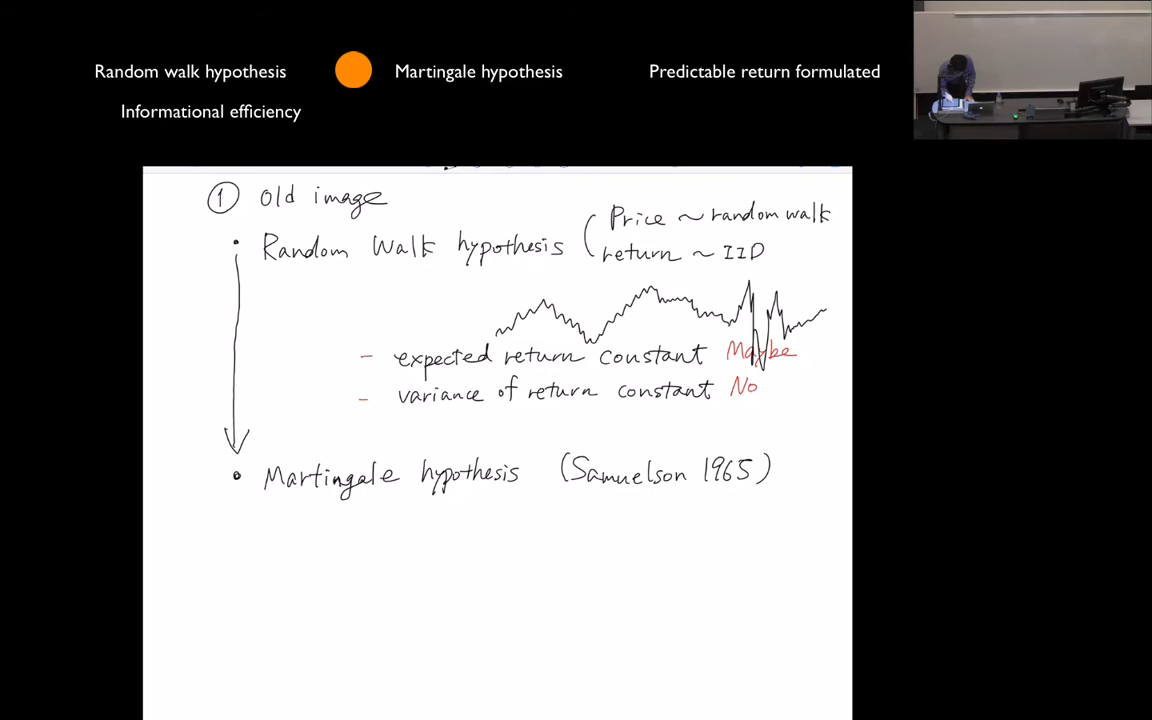 Random walk hypothesis
Martingale hypothesis
Predictable return formulated
Informational efficiency
① Old image
• Random Walk hypothesis ( Price ~ random walk
return ~ IID
- expected return constant Maybe
- variance of return constant No
• Martingale hypothesis (Samuelson 1965)